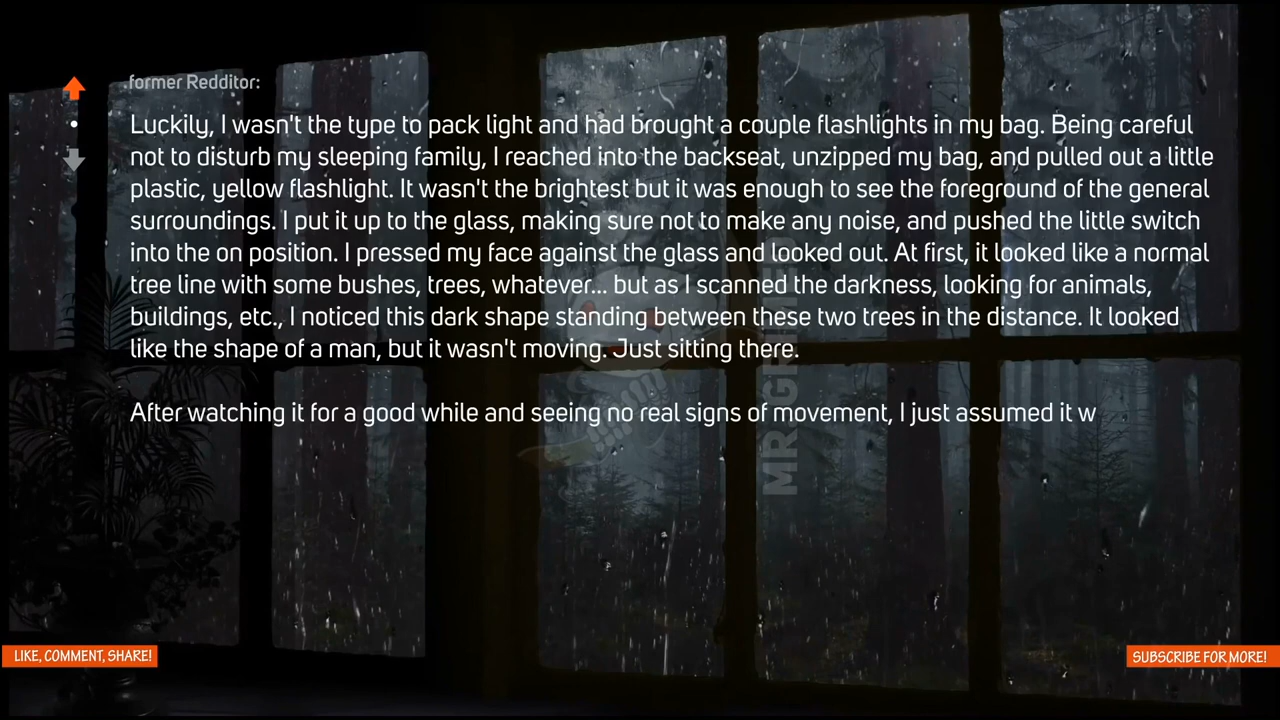 .former Redditor:
Luckily, I wasn't the type to pack light and had brought a couple flashlights in my bag. Being careful
not to disturb my sleeping family, I reached into the backseat, unzipped my bag, and pulled out a little
plastic, yellow flashlight. It wasn't the brightest but it was enough to see the foreground of the general
surroundings. I put it up to the glass, making sure not to make any noise, and pushed the little switch
into the on position. I pressed my face against the glass and looked out. At first, it looked like a normal
tree line with some bushes, trees, whatever... but as I scanned the darkness, looking for animals,
buildings, etc., I noticed this dark shape standing between these two trees in the distance. It looked
like the shape of a man, but it wasn't moving. Just sitting there.
After watching it for a good while and seeing no real signs of movement, I just assumed it w
LIKE, COMMENT, SHARE!
SUBSCRIBE FOR MORE!